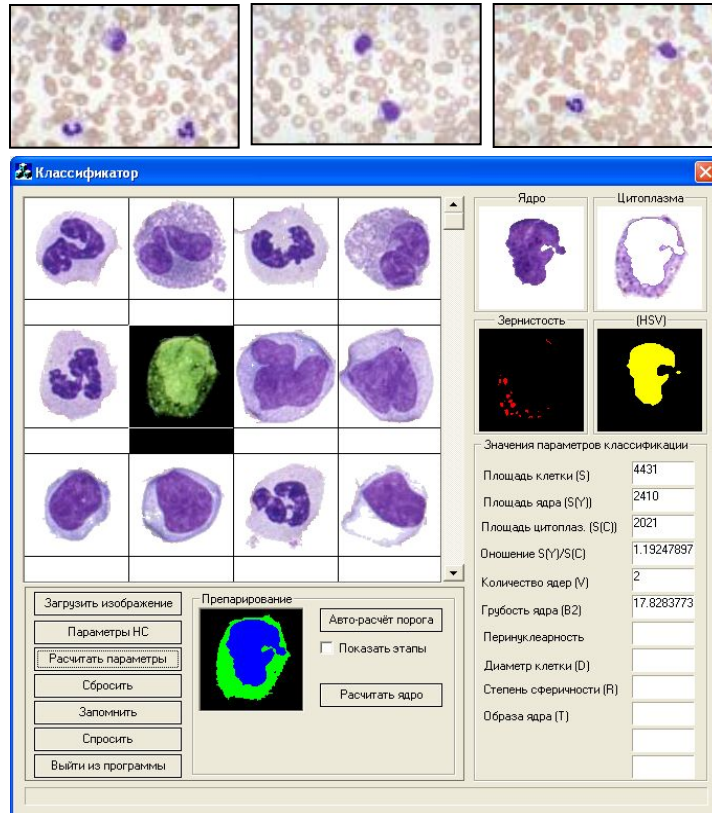 Классификатор
Ядро
Цитоплазма
Зернистость
(HSV)
Значения параметров классификации
Площадь клетки (S) 4431
Площадь ядра (S(Y)) 2410
Площадь цитоплаз. (S(C)) 2021
Оношение S(Y)/S(C) 1.19247897
Количество ядер (V) 2
Грубость ядра (B2) 17.8283773
Перинуклеарность
Диаметр клетки (D)
Степень сферичности (R)
Образа ядра (T)
Загрузить изображение
Параметры НС
Расчитать параметры
Сбросить
Запомнить
Спросить
Выйти из программы
Препарирование
Авто-расчёт порога
Показать этапы
Расчитать ядро